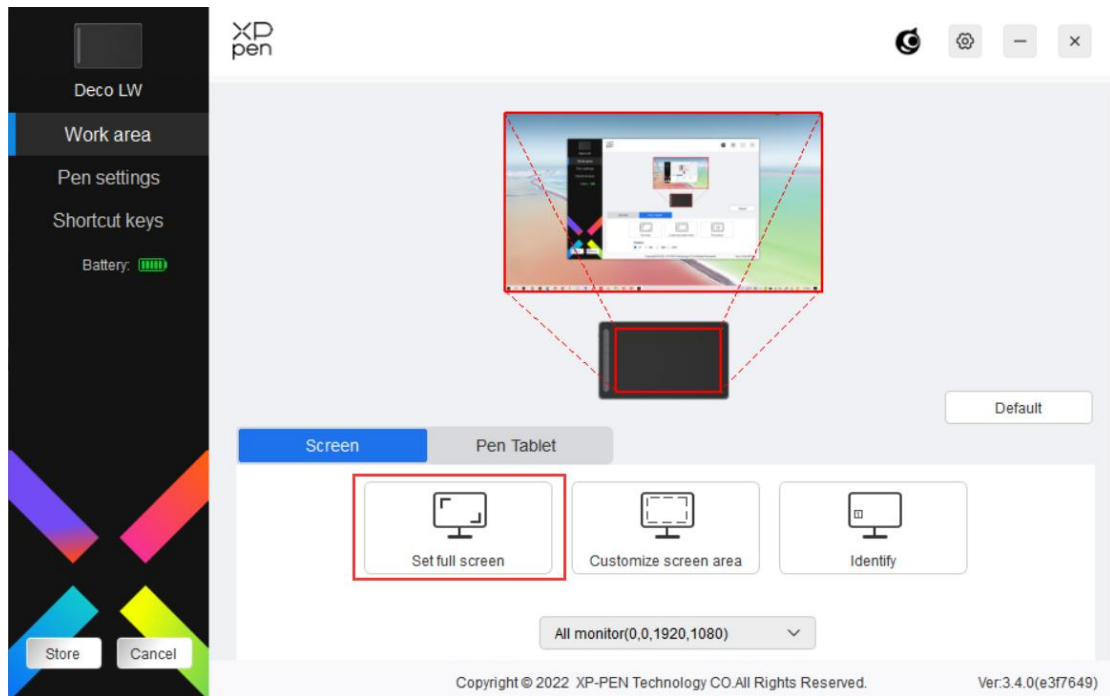 XP
pen
Deco LW
Work area
Pen settings
Shortcut keys
Battery:
Default
Screen
Pen Tablet
Set full screen
Customize screen area
Identify
All monitor(0,0,1920,1080)
Store
Cancel
Copyright © 2022 XP-PEN Technology CO.All Rights Reserved.
Ver:3.4.0(e3f7649)